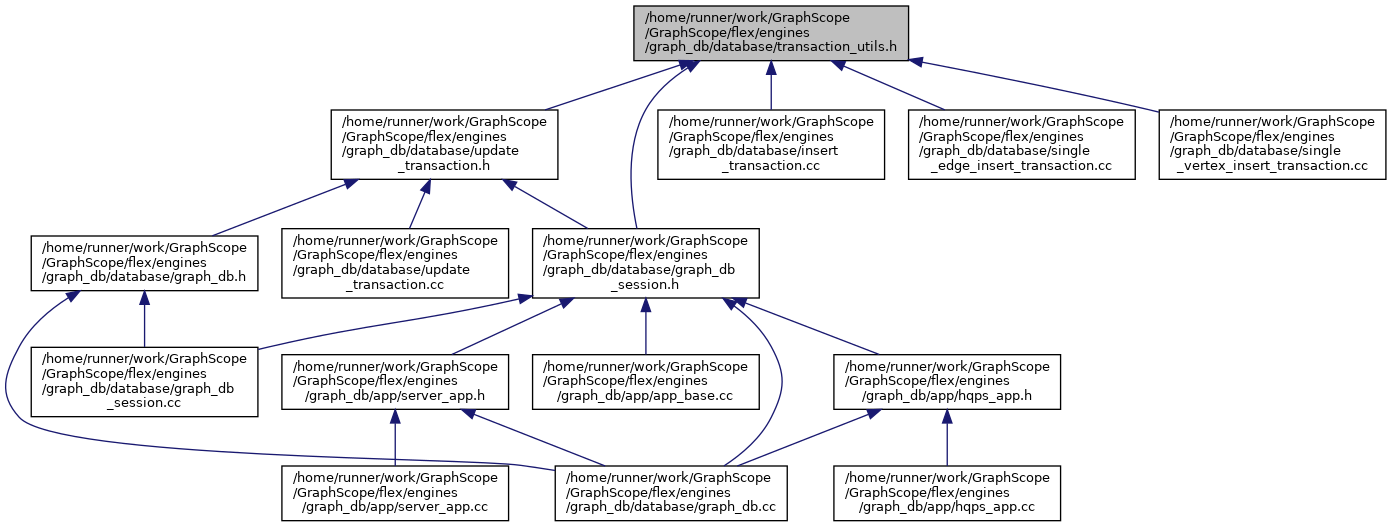 /home/runner/work/GraphScope
/GraphScope/flex/engines
/graph_db/database/transaction_utils.h
/home/runner/work/GraphScope
/GraphScope/flex/engines
/graph_db/database/update
_transaction.h
/home/runner/work/GraphScope
/GraphScope/flex/engines
/graph_db/database/insert
_transaction.cc
/home/runner/work/GraphScope
/GraphScope/flex/engines
/graph_db/database/single
_edge_insert_transaction.cc
/home/runner/work/GraphScope
/GraphScope/flex/engines
/graph_db/database/single
_vertex_insert_transaction.cc
/home/runner/work/GraphScope
/GraphScope/flex/engines
/graph_db/database/graph_db.h
/home/runner/work/GraphScope
/GraphScope/flex/engines
/graph_db/database/update
_transaction.cc
/home/runner/work/GraphScope
/GraphScope/flex/engines
/graph_db/database/graph_db
_session.h
/home/runner/work/GraphScope
/GraphScope/flex/engines
/graph_db/database/graph_db
_session.cc
/home/runner/work/GraphScope
/GraphScope/flex/engines
/graph_db/app/server_app.h
/home/runner/work/GraphScope
/GraphScope/flex/engines
/graph_db/app/app_base.cc
/home/runner/work/GraphScope
/GraphScope/flex/engines
/graph_db/app/hqps_app.h
/home/runner/work/GraphScope
/GraphScope/flex/engines
/graph_db/app/server_app.cc
/home/runner/work/GraphScope
/GraphScope/flex/engines
/graph_db/database/graph_db.cc
/home/runner/work/GraphScope
/GraphScope/flex/engines
/graph_db/app/hqps_app.cc